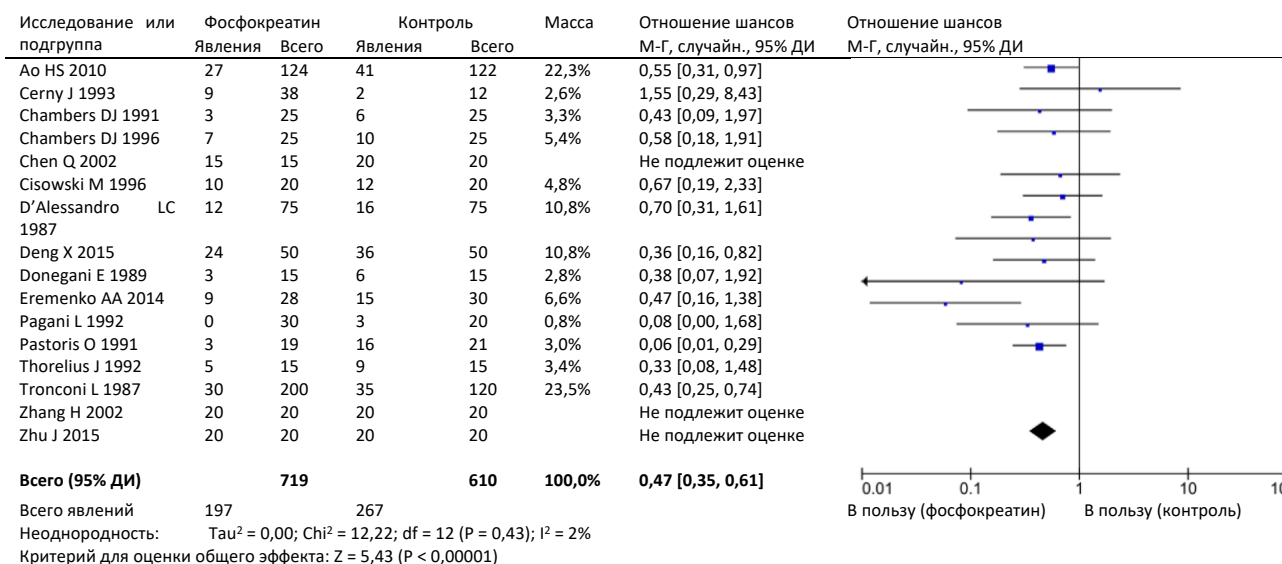 Исследование или Фосфокреатин Контроль Масса Отношение шансов Отношение шансов
подгруппа Явления Всего Явления Всего М-Г, случайн., 95% ДИ М-Г, случайн., 95% ДИ
Ao HS 2010 27 124 41 122 22,3% 0,55 [0,31, 0,97]
Cerny J 1993 9 38 2 12 2,6% 1,55 [0,29, 8,43]
Chambers DJ 1991 3 25 6 25 3,3% 0,43 [0,09, 1,97]
Chambers DJ 1996 7 25 10 25 5,4% 0,58 [0,18, 1,91]
Chen Q 2002 15 15 20 20 Не подлежит оценке
Cisowski M 1996 10 20 12 20 4,8% 0,67 [0,19, 2,33]
D’Alessandro LC 12 75 16 75 10,8% 0,70 [0,31, 1,61]
1987
Deng X 2015 24 50 36 50 10,8% 0,36 [0,16, 0,82]
Donegani E 1989 3 15 6 15 2,8% 0,38 [0,07, 1,92]
Eremenko AA 2014 9 28 15 30 6,6% 0,47 [0,16, 1,38]
Pagani L 1992 0 30 3 20 0,8% 0,08 [0,00, 1,68]
Pastoris O 1991 3 19 16 21 3,0% 0,06 [0,01, 0,29]
Thorelius J 1992 5 15 9 15 3,4% 0,33 [0,08, 1,48]
Tronconi L 1987 30 200 35 120 23,5% 0,43 [0,25, 0,74]
Zhang H 2002 20 20 20 20 Не подлежит оценке
Zhu J 2015 20 20 20 20 Не подлежит оценке
Всего (95% ДИ) 719 610 100,0% 0,47 [0,35, 0,61]
0.01 0.1 1 10
Всего явлений 197 267 В пользу (фосфокреатин) В пользу (контроль)
Неоднородность: Tau² = 0,00; Chi² = 12,22; df = 12 (P = 0,43); I² = 2%
Критерий для оценки общего эффекта: Z = 5,43 (P < 0,00001)